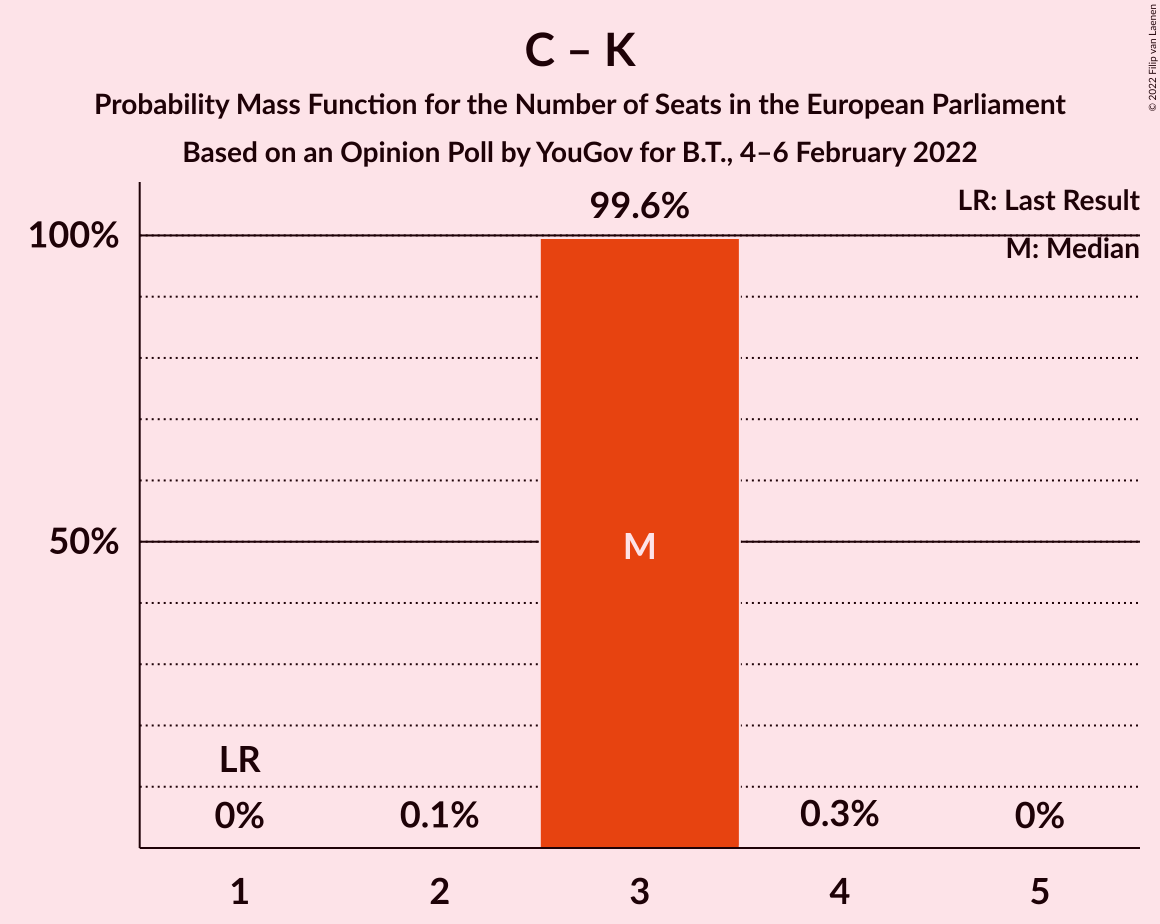 C – K
Probability Mass Function for the Number of Seats in the European Parliament
Based on an Opinion Poll by YouGov for B.T., 4–6 February 2022
© 2022 Filip van Laenen
LR: Last Result
M: Median
99.6%
100%
50%
M
LR
0%
0.1%
0.3%
0%
1
2
3
4
5